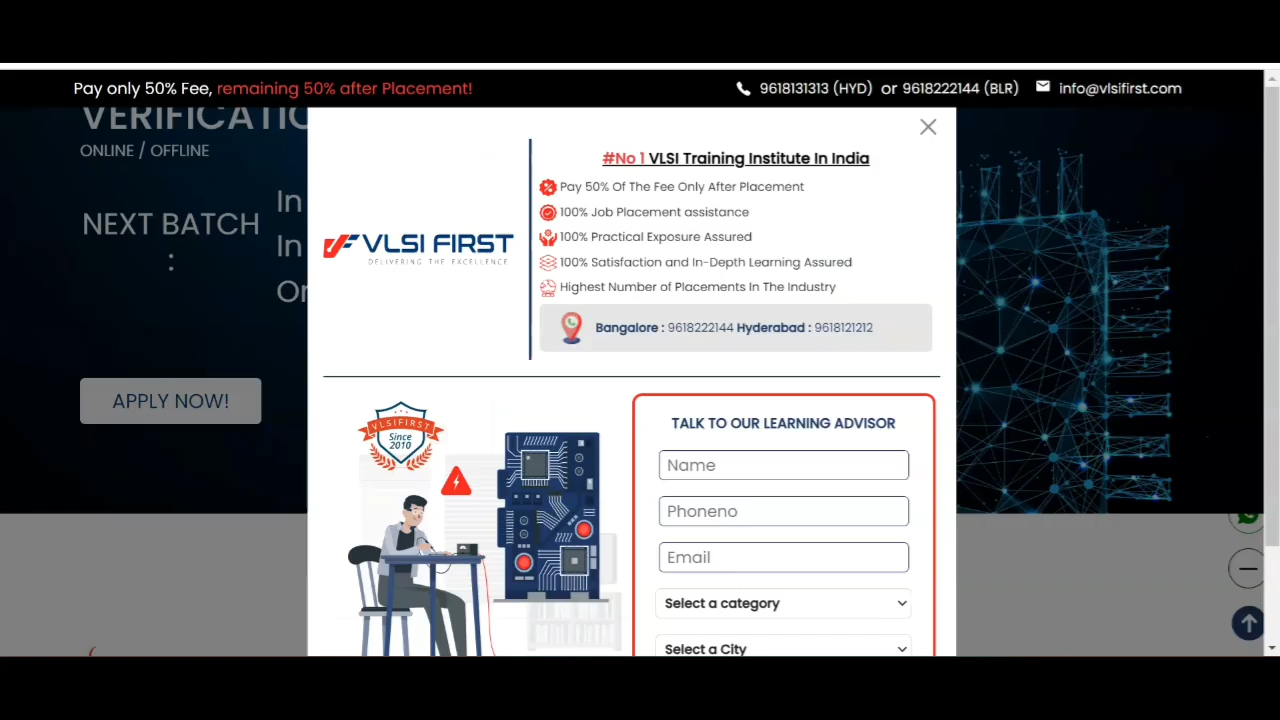 Pay only 50% Fee, remaining 50% after Placement!
9618131313 (HYD) or 9618222144 (BLR)
info@vlsifirst.com
ONLINE / OFFLINE
NEXT BATCH
:
In
In
APPLY NOW!
#No 1 VLSI Training Institute In India
Pay 50% Of The Fee Only After Placement
100% Job Placement assistance
100% Practical Exposure Assured
100% Satisfaction and In-Depth Learning Assured
Highest Number of Placements In The Industry
VLSI FIRST
DELIVERING THE EXCELLENCE
Bangalore : 9618222144 Hyderabad : 9618121212
VLSIFIRST
Since
2010
TALK TO OUR LEARNING ADVISOR
Name
Phoneno
Email
Select a category
Select a City